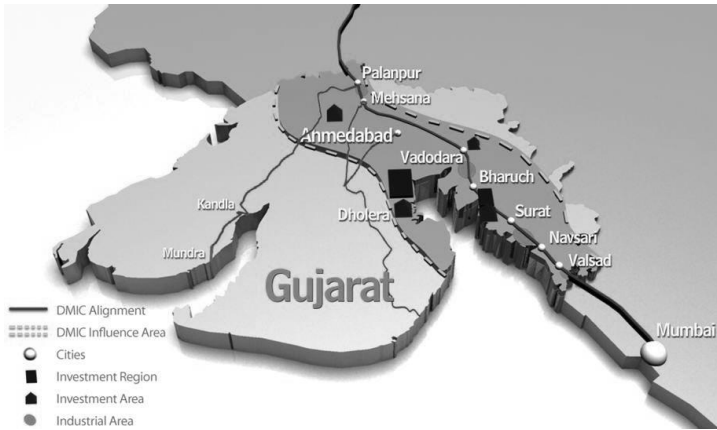 Palanpur
Mehsana
Ahmedabad
Vadodara
Bharuch
Kandla
Dholera
Surat
Mundra
Navsari
Valsad
Gujarat
Mumbai
DMIC Alignment
DMIC Influence Area
Cities
Investment Region
Investment Area
Industrial Area